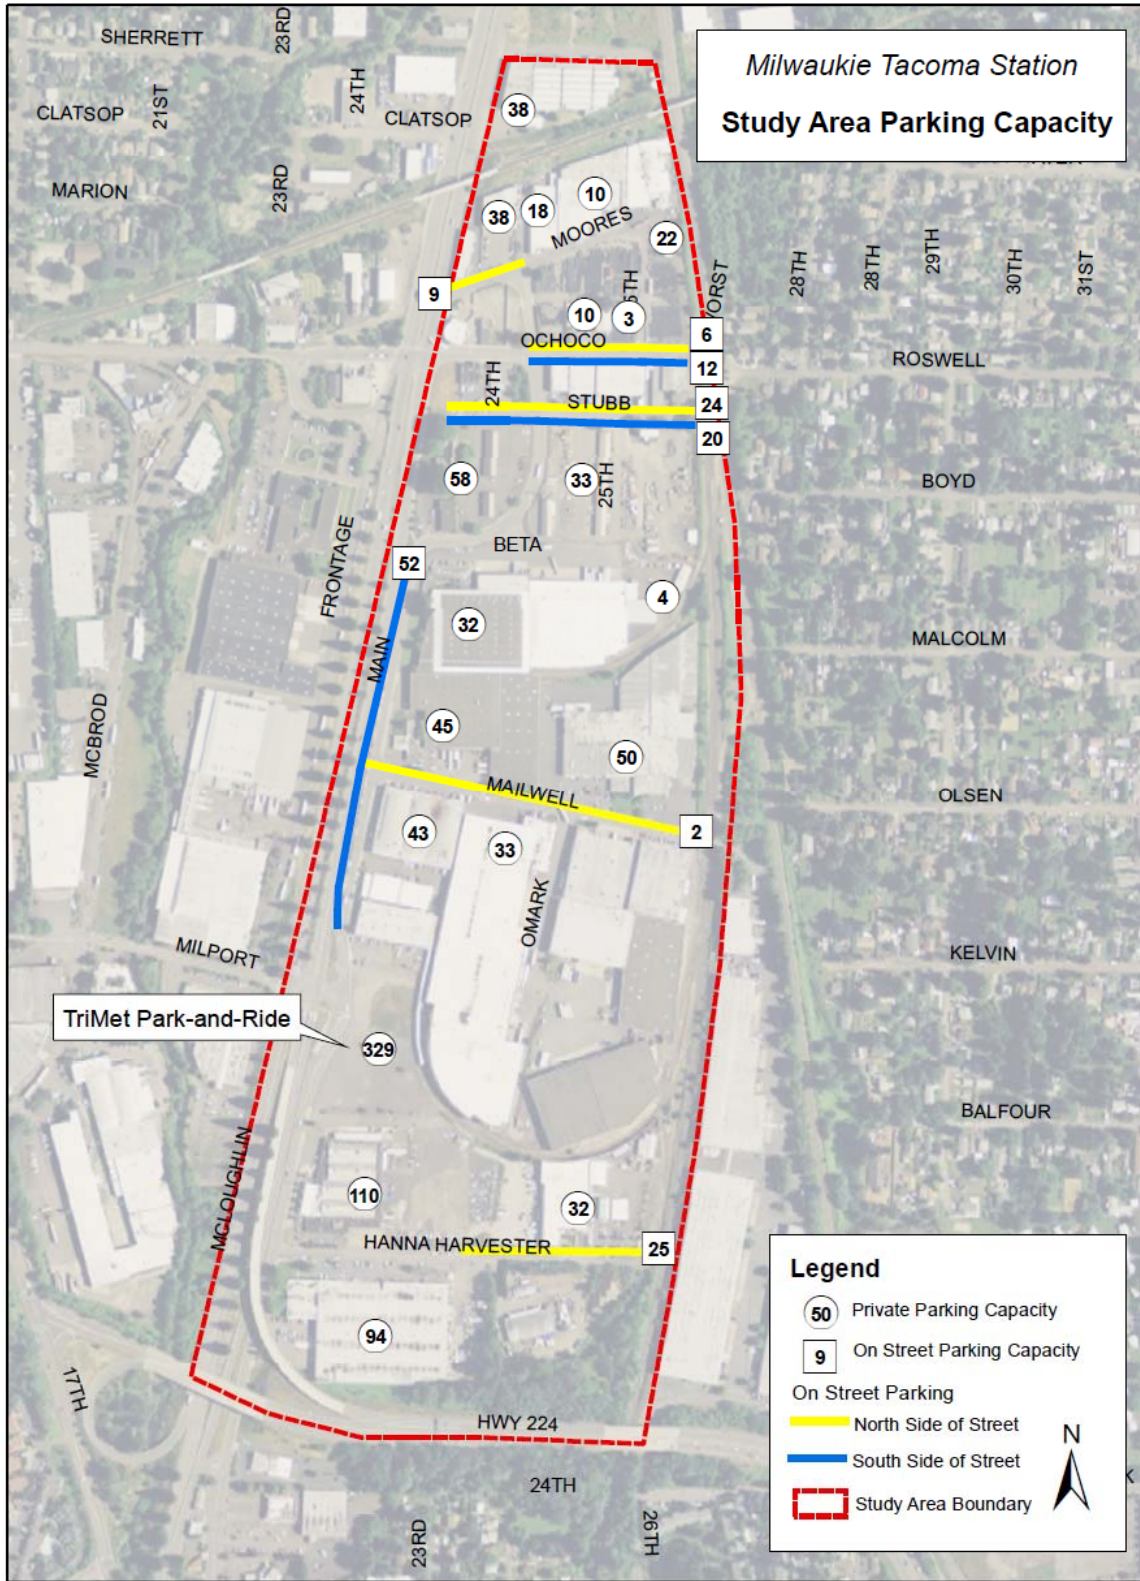 Milwaukie Tacoma Station
Study Area Parking Capacity
SHERRETT
23RD
24TH
21ST
CLATSOP
CLATSOP
38
MARION
23RD
10
18
38
MOORES
22
29TH
28TH
28TH
30TH
31ST
9
10
3
OCHOCO
6
12
ROSWELL
24TH
STUBB
24
20
58
33
25TH
BOYD
BETA
52
FRONTAGE
4
32
MAIN
MALCOLM
45
MCBROD
50
MAILWELL
OLSEN
43
33
2
OMARK
MILPORT
KELVIN
TriMet Park-and-Ride
329
BALFOUR
MCLOUGHLIN
110
32
HANNA HARVESTER
25
94
17TH
HWY 224
24TH
23RD
26TH
Legend
50 Private Parking Capacity
9 On Street Parking Capacity
On Street Parking
North Side of Street
South Side of Street
Study Area Boundary
N